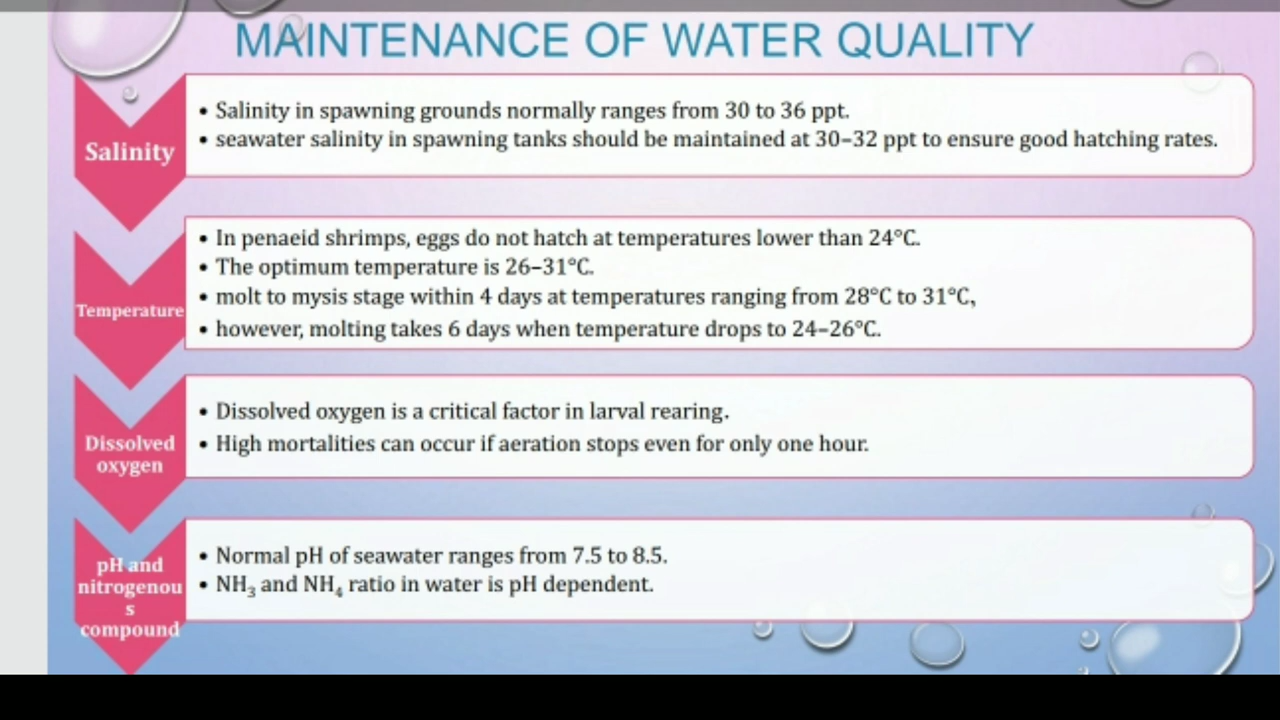 MAINTENANCE OF WATER QUALITY
Salinity
• Salinity in spawning grounds normally ranges from 30 to 36 ppt.
• seawater salinity in spawning tanks should be maintained at 30–32 ppt to ensure good hatching rates.
Temperature
• In penaeid shrimps, eggs do not hatch at temperatures lower than 24°C.
• The optimum temperature is 26–31°C.
• molt to mysis stage within 4 days at temperatures ranging from 28°C to 31°C,
• however, molting takes 6 days when temperature drops to 24–26°C.
Dissolved
oxygen
• Dissolved oxygen is a critical factor in larval rearing.
• High mortalities can occur if aeration stops even for only one hour.
pH and
nitrogenou
s
compound
• Normal pH of seawater ranges from 7.5 to 8.5.
• NH₃ and NH₄ ratio in water is pH dependent.